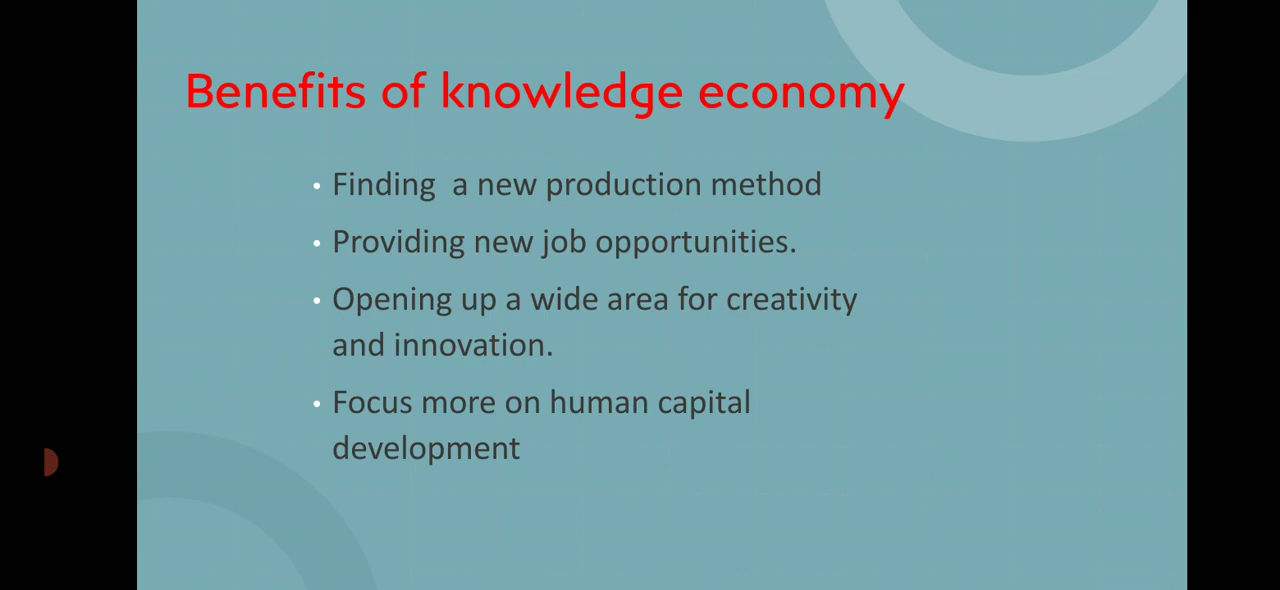 Benefits of knowledge economy
• Finding  a new production method
• Providing new job opportunities.
• Opening up a wide area for creativity
and innovation.
• Focus more on human capital
development